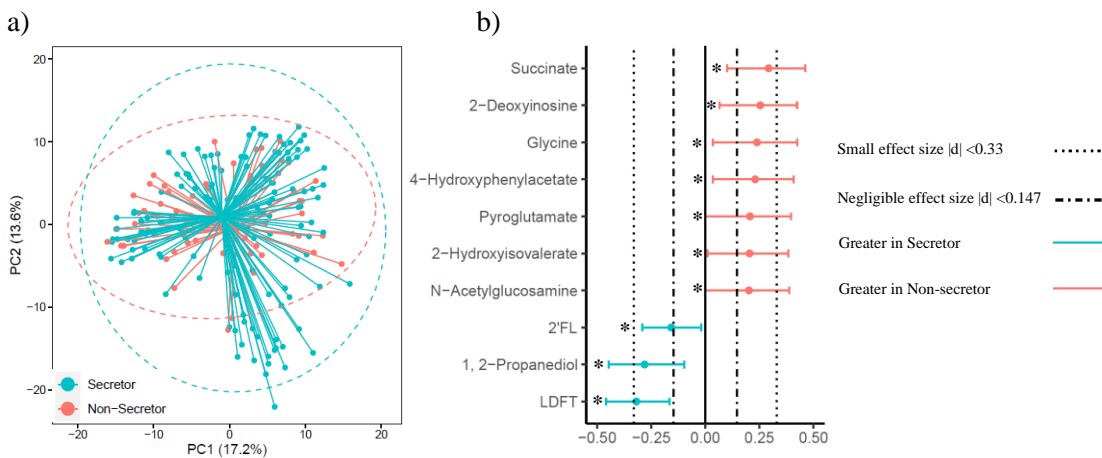 a)
20
10
0
−10
−20
PC2 (13.6%)
Secretor
Non-Secretor
−20
−10
0
10
20
PC1 (17.2%)
b)
Succinate
*
2−Deoxyinosine
*
Glycine
*
4−Hydroxyphenylacetate
*
Pyroglutamate
*
2−Hydroxyisovalerate
*
N−Acetylglucosamine
*
2'FL
*
1, 2−Propanediol
*
LDFT
*
−0.50
−0.25
0.00
0.25
0.50
Small effect size |d| <0.33
Negligible effect size |d| <0.147
Greater in Secretor
Greater in Non-secretor